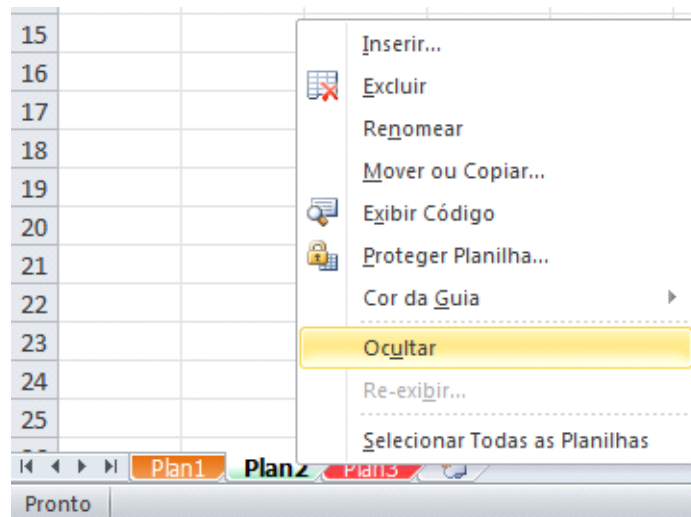 15
16
17
18
19
20
21
22
23
24
25
Inserir...
Excluir
Renomear
Mover ou Copiar...
Exibir Código
Proteger Planilha...
Cor da Guia
Ocultar
Re-exibir...
Selecionar Todas as Planilhas
Plan1 Plan2 Plan3
Pronto